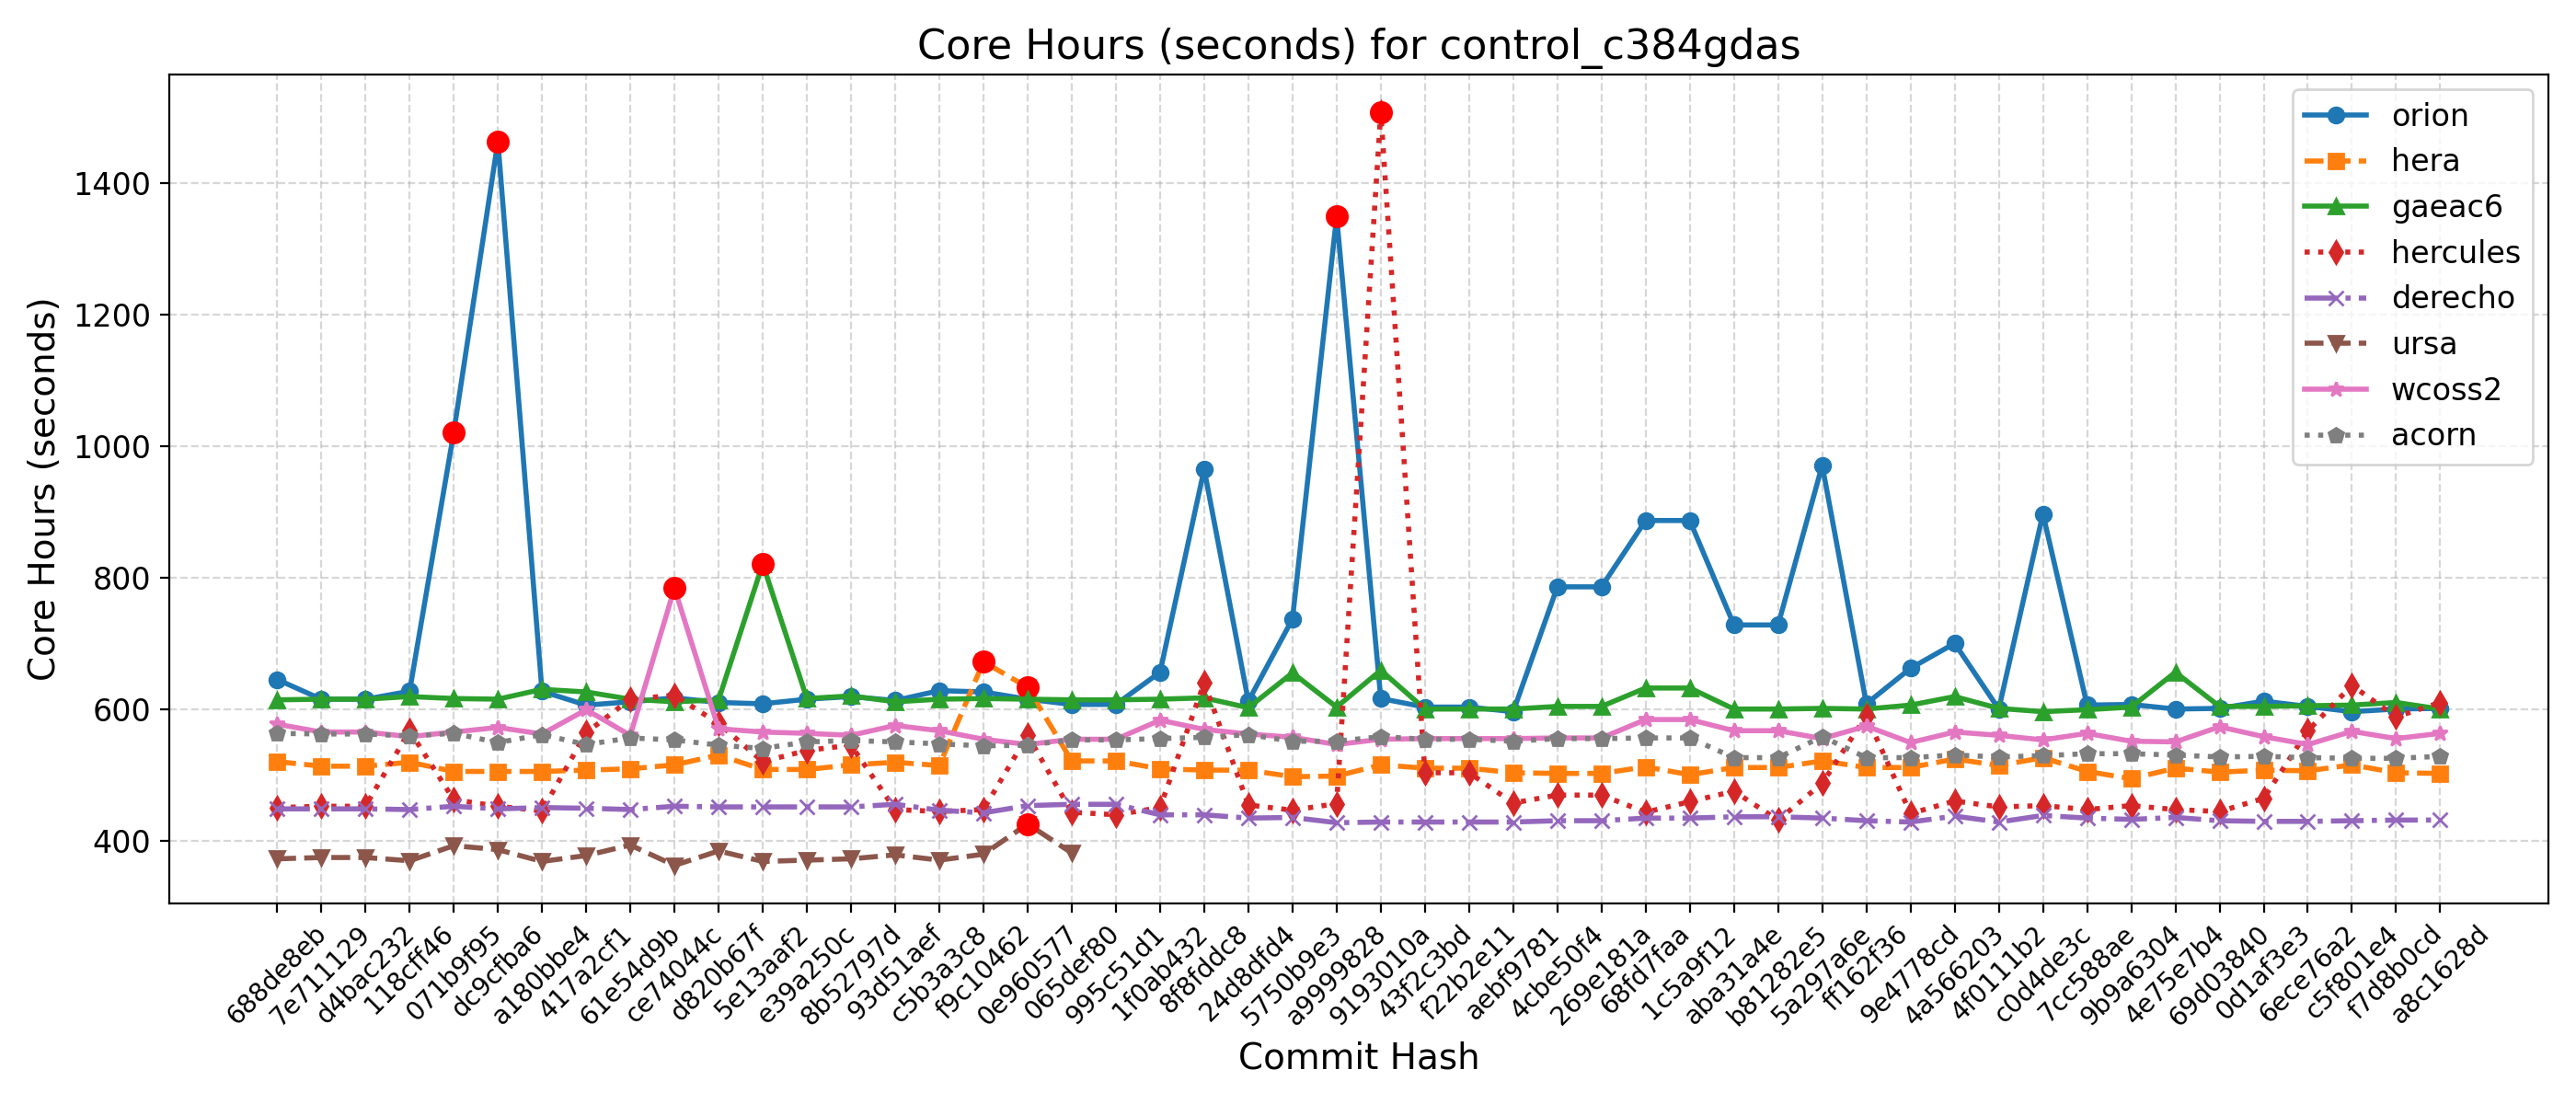 Core Hours (seconds) for control_c384gdas
Core Hours (seconds)
1400
1200
1000
800
600
400
orion
hera
gaeac6
hercules
derecho
ursa
wcoss2
acorn
688de8eb
7e711129
d4bac232
118cff46
071b9f95
dc9cfba6
a180bbe4
417a2cf1
61e54d9b
ce74044c
d820b67f
5e13aaf2
e39a250c
8b52797d
93d51aef
c5b3a3c8
f9c10462
0e960577
065def80
995c51d1
1f0ab432
8f8fddc8
24d8dfd4
5750b9e3
a9999828
9193010a
43f2c3bd
f22b2e11
aebf9781
4cbe50f4
269e181a
68fd7faa
1c5a9f12
aba31a4e
b81282e5
5a297a6e
ff162f36
9e4778cd
4a566203
4f0111b2
c0d4de3c
7cc588ae
9b9a6304
4e75e7b4
69d03840
0d1af3e3
6ece76a2
c5f801e4
f7d8b0cd
a8c1628d
Commit Hash